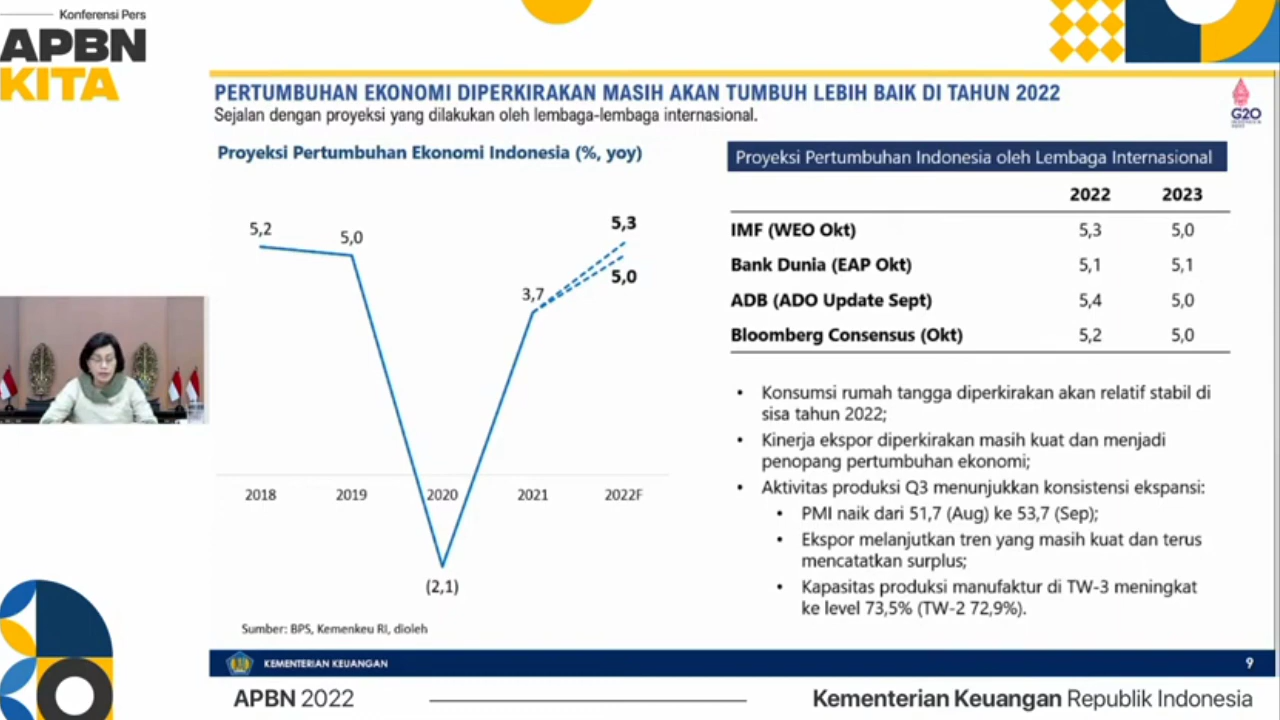 Konferensi Pers
APBN
KITA
PERTUMBUHAN EKONOMI DIPERKIRAKAN MASIH AKAN TUMBUH LEBIH BAIK DI TAHUN 2022
Sejalan dengan proyeksi yang dilakukan oleh lembaga-lembaga internasional.
G20
Proyeksi Pertumbuhan Ekonomi Indonesia (%, yoy)
5,2
5,0
(2,1)
3,7
5,3
5,0
2018 2019 2020 2021 2022F
Sumber: BPS, Kemenkeu RI, dioleh
Proyeksi Pertumbuhan Indonesia oleh Lembaga Internasional
2022 2023
IMF (WEO Okt) 5,3 5,0
Bank Dunia (EAP Okt) 5,1 5,1
ADB (ADO Update Sept) 5,4 5,0
Bloomberg Consensus (Okt) 5,2 5,0
• Konsumsi rumah tangga diperkirakan akan relatif stabil di
sisa tahun 2022;
• Kinerja ekspor diperkirakan masih kuat dan menjadi
penopang pertumbuhan ekonomi;
• Aktivitas produksi Q3 menunjukkan konsistensi ekspansi:
• PMI naik dari 51,7 (Aug) ke 53,7 (Sep);
• Ekspor melanjutkan tren yang masih kuat dan terus
mencatatkan surplus;
• Kapasitas produksi manufaktur di TW-3 meningkat
ke level 73,5% (TW-2 72,9%).
KEMENTERIAN KEUANGAN
9
APBN 2022
Kementerian Keuangan Republik Indonesia